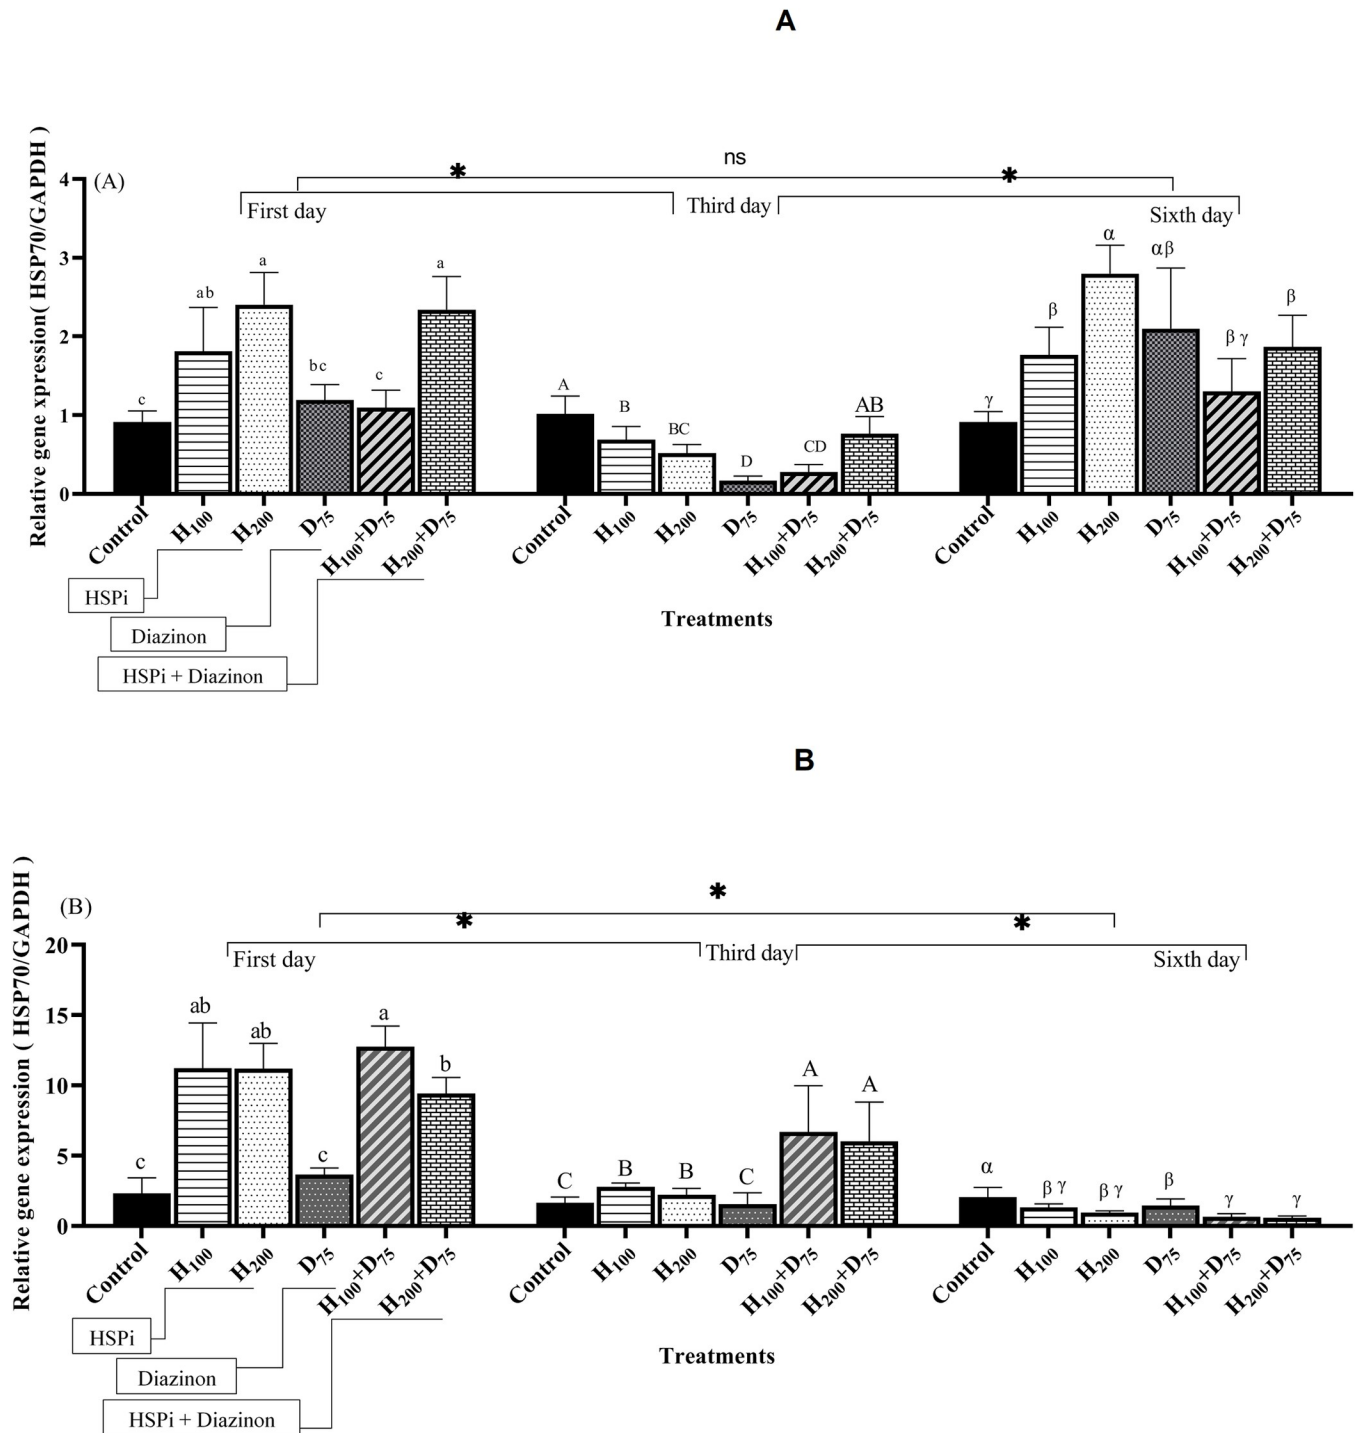 A
Relative gene xpression( HSP70/GAPDH )
(A)
* ns *
First day Third day Sixth day
4
3
2
1
0
c ab a bc c a
A B BC D CD AB
γ β α αβ β γ β
Control H100 H200 D75 H100+D75 H200+D75
Control H100 H200 D75 H100+D75 H200+D75
Control H100 H200 D75 H100+D75 H200+D75
HSPi
Diazinon
HSPi + Diazinon
Treatments
B
Relative gene expression ( HSP70/GAPDH )
(B)
* * *
First day Third day Sixth day
20
15
10
5
0
c ab ab c a b
C B B C A A
α β γ β γ β γ γ
Control H100 H200 D75 H100+D75 H200+D75
Control H100 H200 D75 H100+D75 H200+D75
Control H100 H200 D75 H100+D75 H200+D75
HSPi
Diazinon
HSPi + Diazinon
Treatments